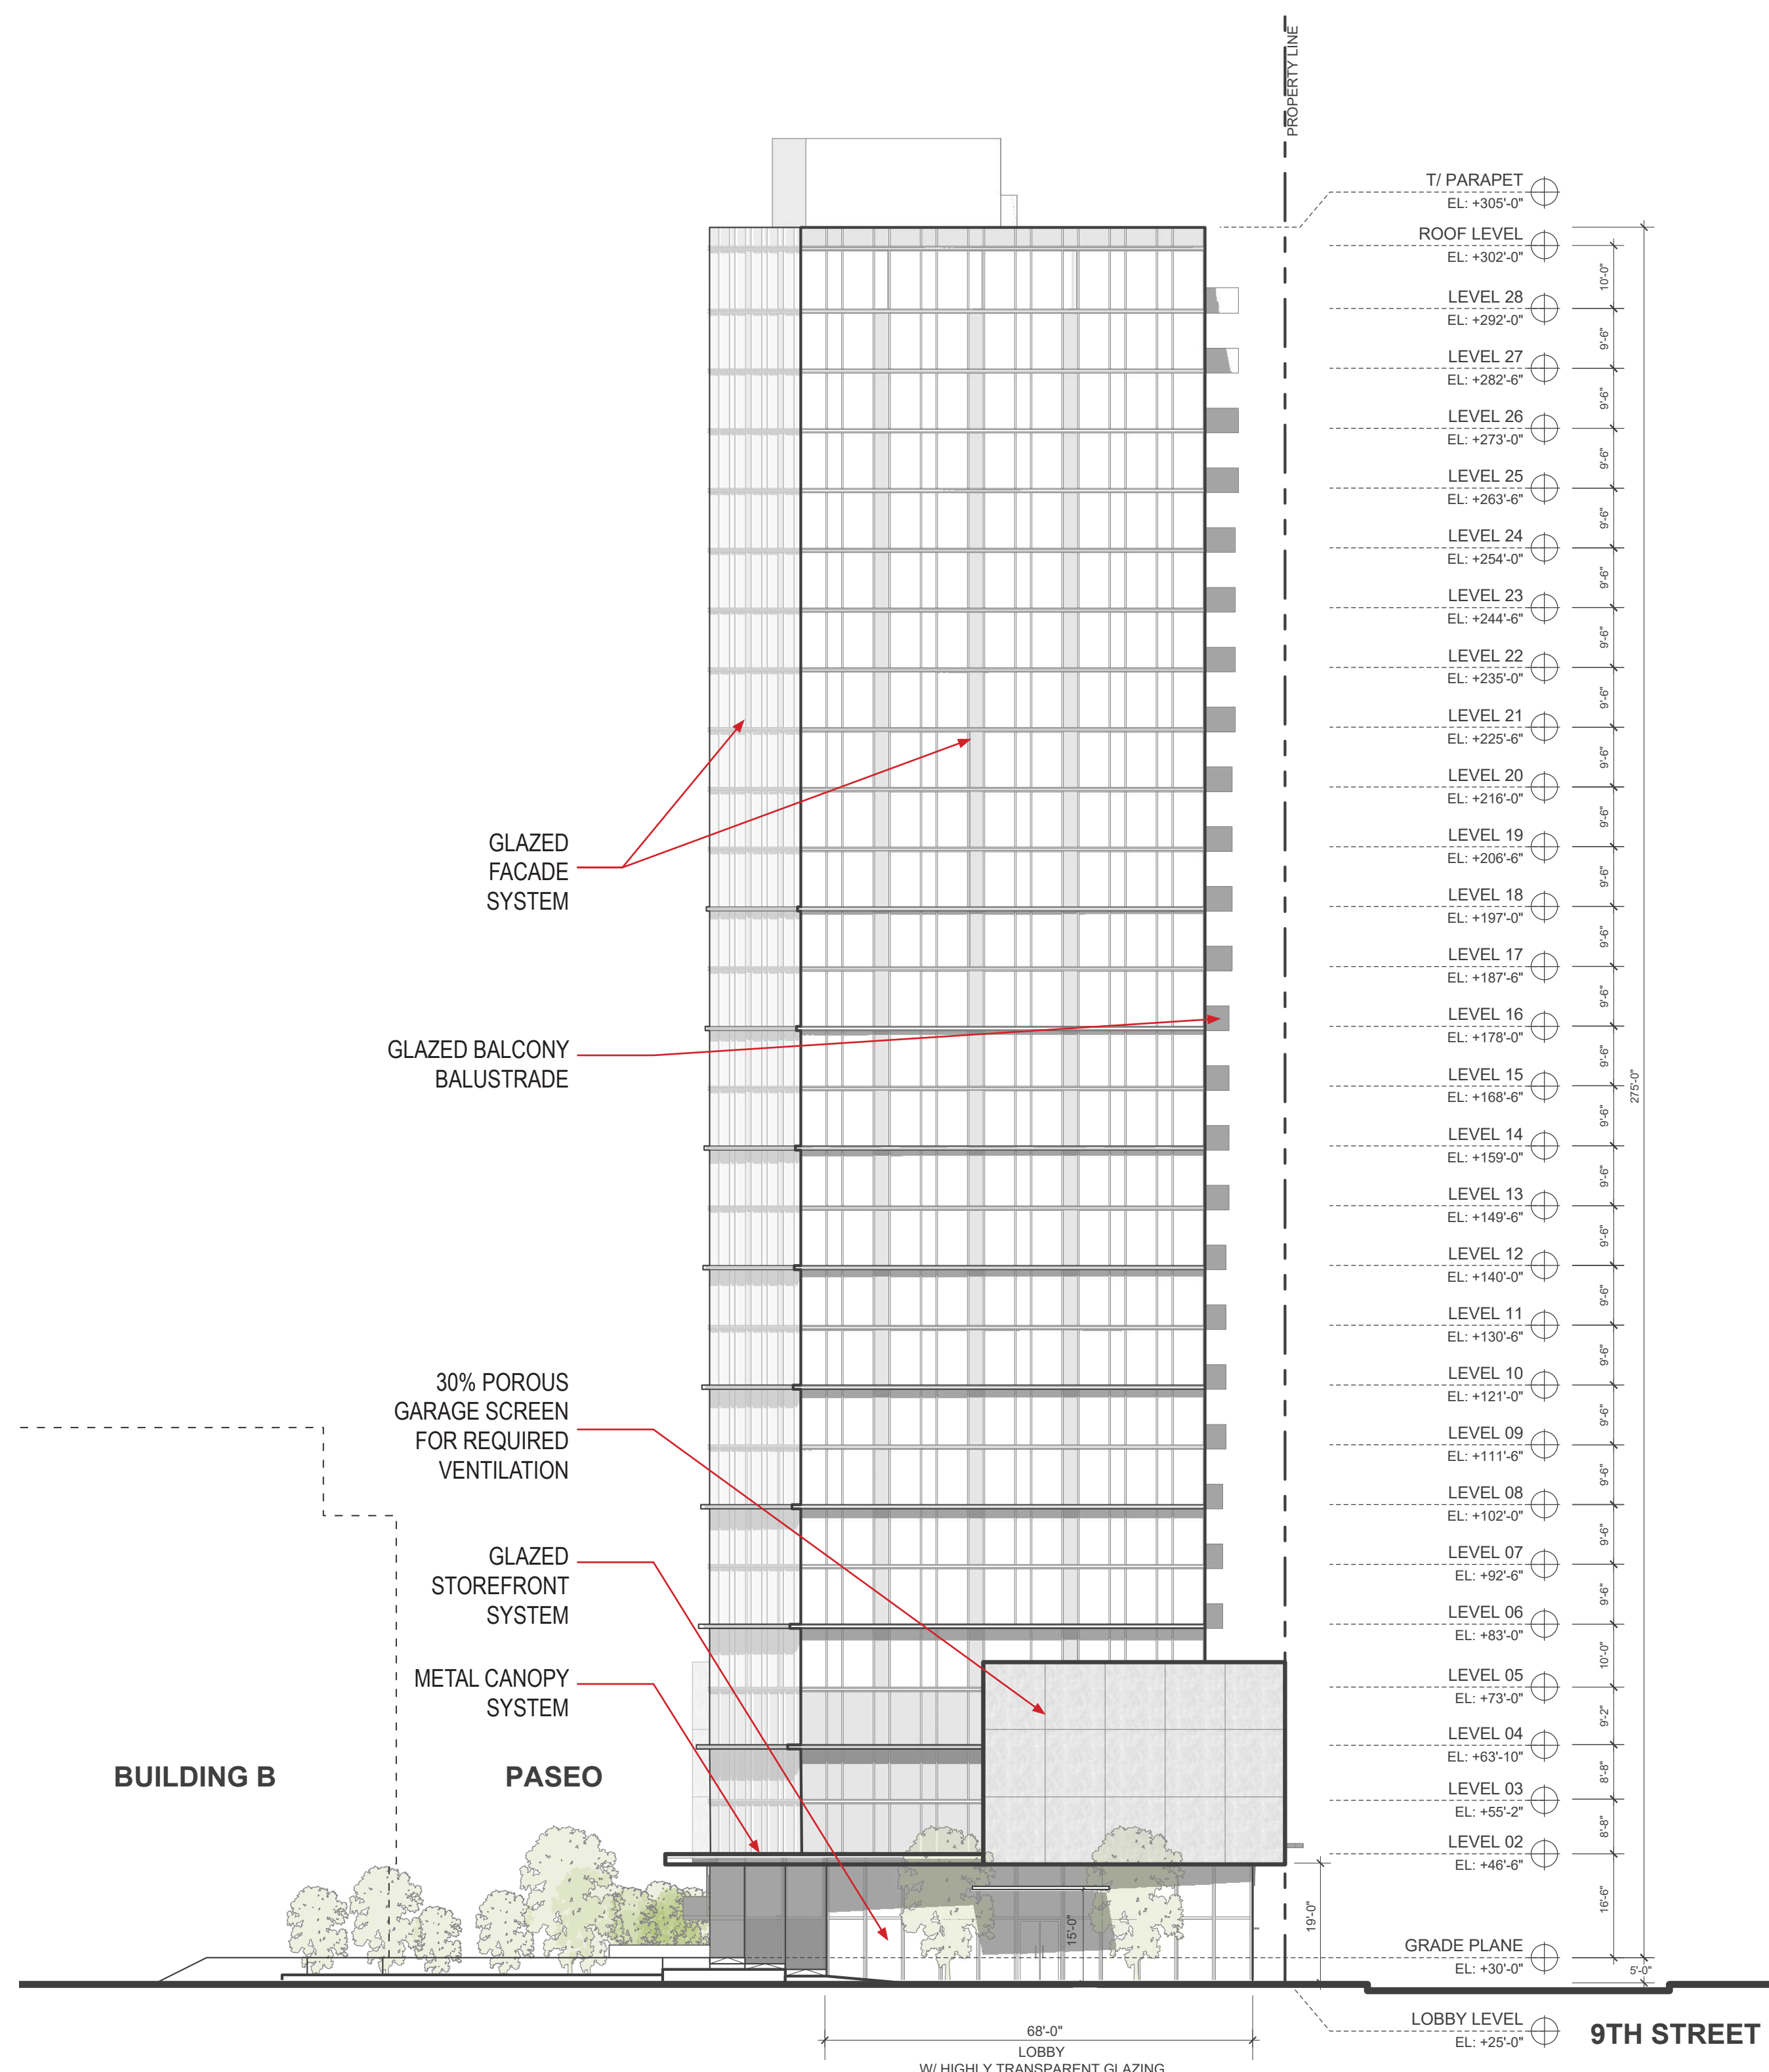 PROPERTY LINE
T/ PARAPET
EL: +305'-0"
ROOF LEVEL
EL: +302'-0"
10'-0"
LEVEL 28
EL: +292'-0"
9'-6"
LEVEL 27
EL: +282'-6"
9'-6"
LEVEL 26
EL: +273'-0"
9'-6"
LEVEL 25
EL: +263'-6"
9'-6"
LEVEL 24
EL: +254'-0"
9'-6"
LEVEL 23
EL: +244'-6"
9'-6"
LEVEL 22
EL: +235'-0"
9'-6"
LEVEL 21
EL: +225'-6"
9'-6"
LEVEL 20
EL: +216'-0"
9'-6"
LEVEL 19
EL: +206'-6"
9'-6"
LEVEL 18
EL: +197'-0"
9'-6"
LEVEL 17
EL: +187'-6"
9'-6"
LEVEL 16
EL: +178'-0"
9'-6"
LEVEL 15
EL: +168'-6"
9'-6"
LEVEL 14
EL: +159'-0"
9'-6"
LEVEL 13
EL: +149'-6"
9'-6"
LEVEL 12
EL: +140'-0"
9'-6"
LEVEL 11
EL: +130'-6"
9'-6"
LEVEL 10
EL: +121'-0"
9'-6"
LEVEL 09
EL: +111'-6"
9'-6"
LEVEL 08
EL: +102'-0"
9'-6"
LEVEL 07
EL: +92'-6"
9'-6"
LEVEL 06
EL: +83'-0"
10'-0"
LEVEL 05
EL: +73'-0"
9'-2"
LEVEL 04
EL: +63'-10"
8'-8"
LEVEL 03
EL: +55'-2"
8'-8"
LEVEL 02
EL: +46'-6"
16'-6"
GRADE PLANE
EL: +30'-0"
5'-0"
LOBBY LEVEL
EL: +25'-0"
275'-0"
GLAZED
FACADE
SYSTEM
GLAZED BALCONY
BALUSTRADE
30% POROUS
GARAGE SCREEN
FOR REQUIRED
VENTILATION
GLAZED
STOREFRONT
SYSTEM
METAL CANOPY
SYSTEM
BUILDING B
PASEO
15'-0"
19'-0"
9TH STREET
68'-0"
LOBBY
W/ HIGHLY TRANSPARENT GLAZING